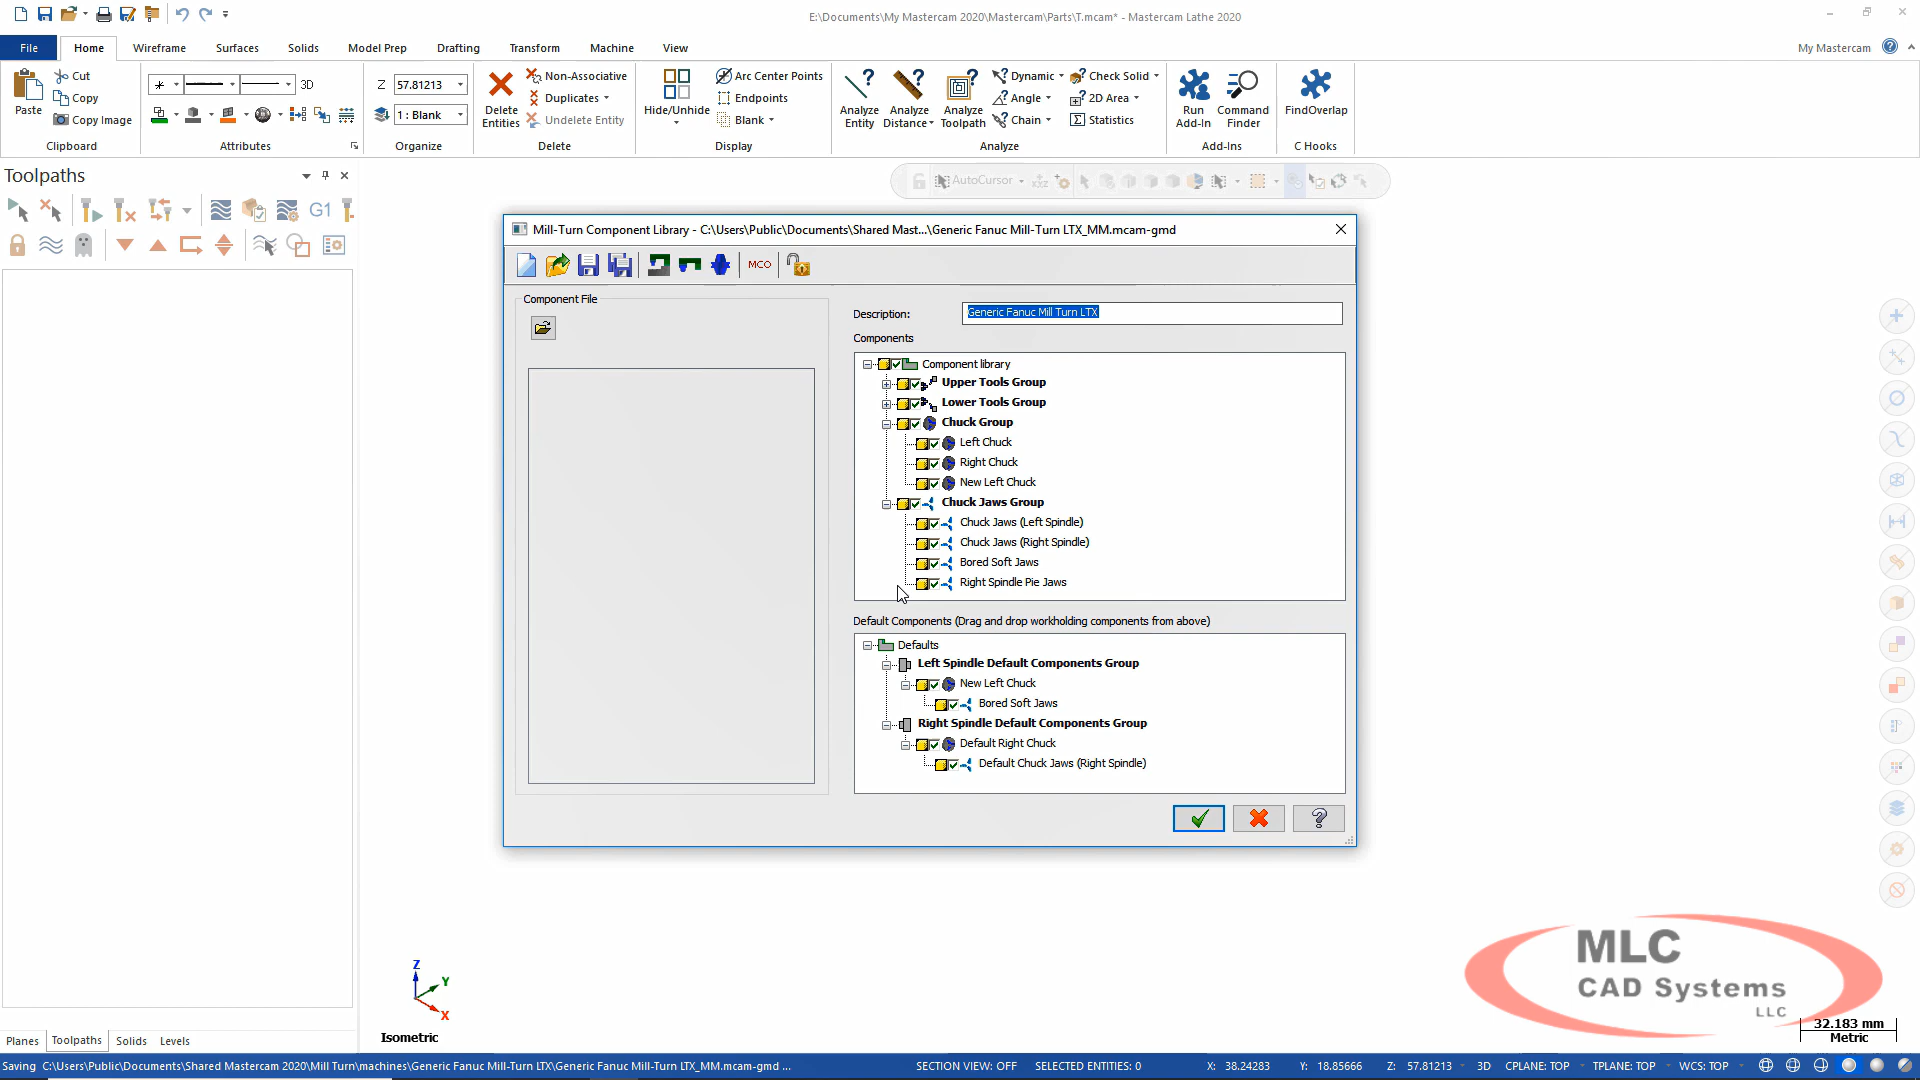 E:\Documents\My Mastercam 2020\Mastercam\Parts\T.mcam* - Mastercam Lathe 2020
File Home Wireframe Surfaces Solids Model Prep Drafting Transform Machine View My Mastercam
Paste
Cut
Copy
Copy Image
Clipboard
3D
Attributes
Z 57.81213
1 : Blank
Organize
Delete Entities
Non-Associative
Duplicates
Undelete Entity
Delete
Hide/Unhide
Arc Center Points
Endpoints
Blank
Display
Analyze Entity
Analyze Distance
Analyze Toolpath
Dynamic
Angle
Chain
Check Solid
2D Area
Statistics
Analyze
Run Add-In
Command Finder
Add-Ins
FindOverlap
C Hooks
Toolpaths
G1
AutoCursor
Mill-Turn Component Library - C:\Users\Public\Documents\Shared Mast...\Generic Fanuc Mill-Turn LTX_MM.mcam-gmd
MCO
Component File
Description: Generic Fanuc Mill Turn LTX
Components
Component library
Upper Tools Group
Lower Tools Group
Chuck Group
Left Chuck
Right Chuck
New Left Chuck
Chuck Jaws Group
Chuck Jaws (Left Spindle)
Chuck Jaws (Right Spindle)
Bored Soft Jaws
Right Spindle Pie Jaws
Default Components (Drag and drop workholding components from above)
Defaults
Left Spindle Default Components Group
New Left Chuck
Bored Soft Jaws
Right Spindle Default Components Group
Default Right Chuck
Default Chuck Jaws (Right Spindle)
Z
Y
X
Isometric
MLC
CAD Systems
LLC
32.183 mm
Metric
Planes Toolpaths Solids Levels
Saving C:\Users\Public\Documents\Shared Mastercam 2020\Mill Turn\machines\Generic Fanuc Mill-Turn LTX\Generic Fanuc Mill-Turn LTX_MM.mcam-gmd ... SECTION VIEW: OFF SELECTED ENTITIES: 0 X: 38.24283 Y: 18.85666 Z: 57.81213 3D CPLANE: TOP TPLANE: TOP WCS: TOP